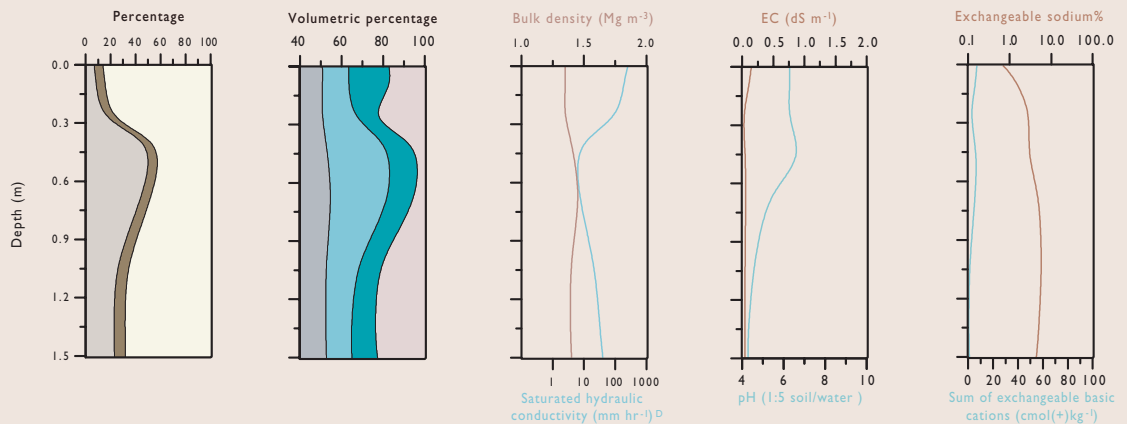 Percentage
0 20 40 60 80 100
Volumetric percentage
40 60 80 100
Bulk density (Mg m⁻³)
1.0 1.5 2.0
EC (dS m⁻¹)
0.0 0.5 1.0 1.5 2.0
Exchangeable sodium%
0.1 1.0 10.0 100.0
Depth (m)
0.0
0.3
0.6
0.9
1.2
1.5
1 10 100 1000
Saturated hydraulic
conductivity (mm hr⁻¹) D
4 6 8 10
pH (1:5 soil/water )
0 20 40 60 80 100
Sum of exchangeable basic
cations (cmol(+)kg⁻¹)